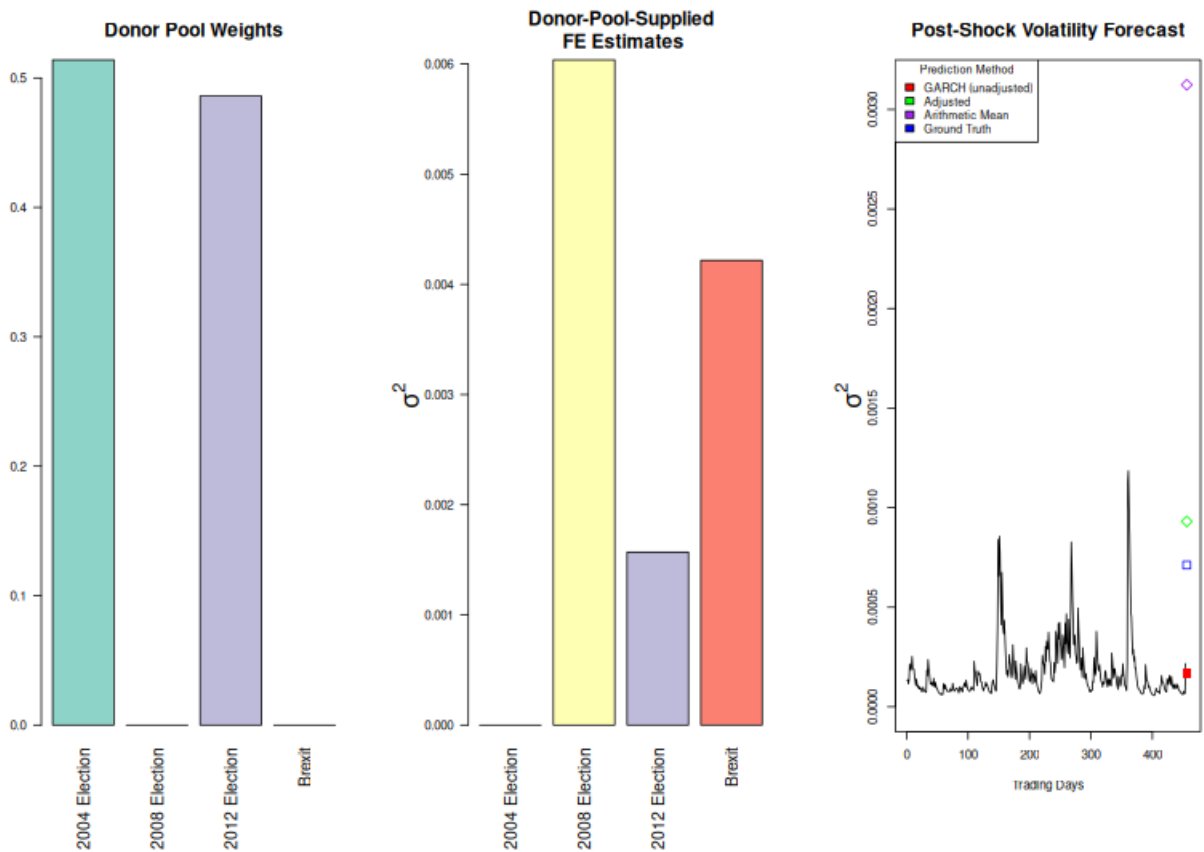 Donor Pool Weights
0.5
0.4
0.3
0.2
0.1
0.0
2004 Election
2008 Election
2012 Election
Brexit
Donor-Pool-Supplied
FE Estimates
σ²
0.006
0.005
0.004
0.003
0.002
0.001
0.000
2004 Election
2008 Election
2012 Election
Brexit
Post-Shock Volatility Forecast
Prediction Method
GARCH (unadjusted)
Adjusted
Arithmetic Mean
Ground Truth
σ²
0.0030
0.0025
0.0020
0.0015
0.0010
0.0005
0.0000
0
100
200
300
400
Trading Days